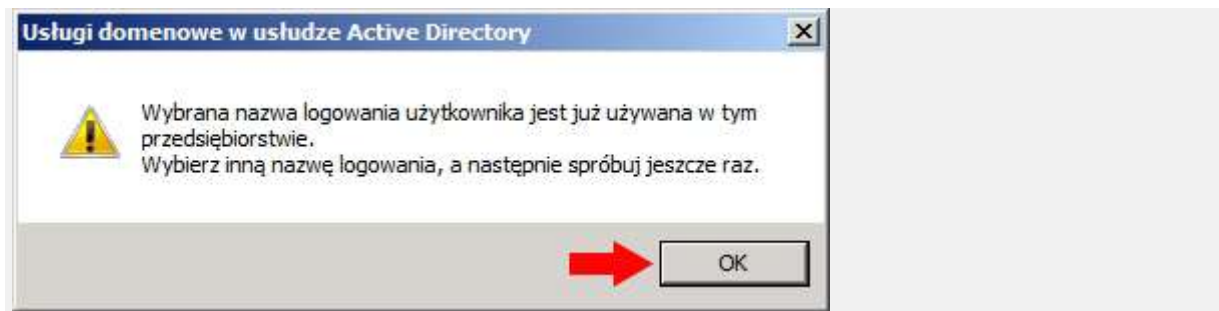 Usługi domenowe w usłudze Active Directory
Wybrana nazwa logowania użytkownika jest już używana w tym
przedsiębiorstwie.
Wybierz inną nazwę logowania, a następnie spróbuj jeszcze raz.
OK